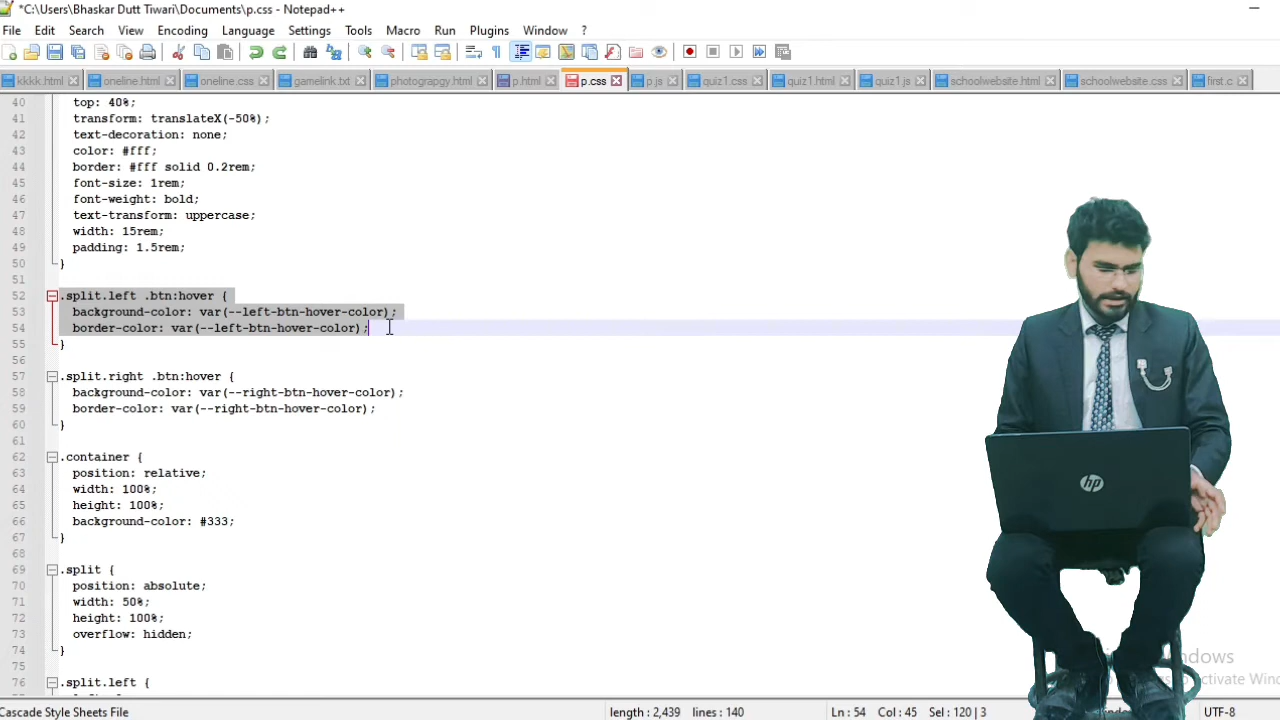 *C:\Users\Bhaskar Dutt Tiwari\Documents\p.css - Notepad++
File Edit Search View Encoding Language Settings Tools Macro Run Plugins Window ?
kkkk.html oneline.html oneline.css gamelink.txt photograpgy.html p.html p.css p.js quiz1.css quiz1.html quiz1.js schoolwebsite.html schoolwebsite.css first.c
40 top: 40%;
41 transform: translateX(-50%);
42 text-decoration: none;
43 color: #fff;
44 border: #fff solid 0.2rem;
45 font-size: 1rem;
46 font-weight: bold;
47 text-transform: uppercase;
48 width: 15rem;
49 padding: 1.5rem;
50 }
51
52 .split.left .btn:hover {
53 background-color: var(--left-btn-hover-color);
54 border-color: var(--left-btn-hover-color);
55 }
56
57 .split.right .btn:hover {
58 background-color: var(--right-btn-hover-color);
59 border-color: var(--right-btn-hover-color);
60 }
61
62 .container {
63 position: relative;
64 width: 100%;
65 height: 100%;
66 background-color: #333;
67 }
68
69 .split {
70 position: absolute;
71 width: 50%;
72 height: 100%;
73 overflow: hidden;
74 }
75
76 .split.left {
hp
Cascade Style Sheets File length : 2,439 lines : 140 Ln : 54 Col : 45 Sel : 120 | 3 UTF-8